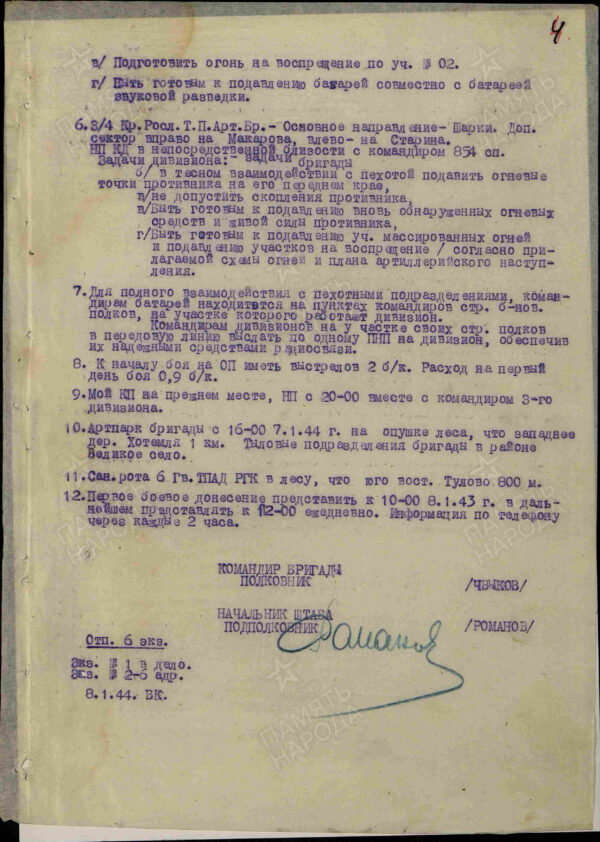 4
в/ Подготовить огонь на воспрещение по уч. № 02.
г/ Быть готовым к подавлению батарей совместно с батареей
звуковой разведки.
6. 3/4 Кр.Росл.Т.П.Арт.Бр.- Основное направление- Шарки. Доп.
сектор вправо на Макарова, влево- на Старина.
НП КД в непосредственной близости с командиром 854 сп.
Задачи дивизиона:- задачи бригады
б/ в тесном взаимодействии с пехотой подавить огневые
точки противника на его переднем крае,
в/не допустить скопления противника,
в/Быть готовым к подавлению вновь обнаруженных огневых
средств и живой силы противника,
г/Быть готовым к подавлению уч. массированных огней
и подавлению участков на воспрещение / согласно при-
лагаемой схемы огней и плана артиллерийского наступ-
ления.
7. Для полного взаимодействия с пехотными подразделениями, коман-
дирам батарей находится на пунктах командиров стр. б-нов.
полков, на участке которого работает дивизион.
Командирам дивизионов на участке своих стр. полков
в передовую линию выслать по одному ПНП на дивизион, обеспечив
их надежными средствами радиосвязи.
8. К началу боя на ОП иметь выстрелов 2 б/к. Расход на первый
день боя 0,9 б/к.
9. Мой КП на прежнем месте, НП с 20-00 вместе с командиром 3-го
дивизиона.
10. Артпарк бригады с 16-00 7.1.44 г. на опушке леса, что западнее
дер. Хотемля 1 км. Тыловые подразделения бригады в районе
Великое село.
11. Сан.рота 6 Гв.ТПАД РГК в лесу, что юго вост. Тулово 800 м.
12. Первое боевое донесение представить к 10-00 8.1.43 г. в даль-
нейшем представлять к 12-00 ежедневно. Информация по телефону
через каждые 2 часа.
КОМАНДИР БРИГАДЫ
ПОЛКОВНИК /ЧВЫКОВ/
НАЧАЛЬНИК ШТАБА
ПОДПОЛКОВНИК /РОМАНОВ/
Романов
Отп. 6 экз.
Экз. № 1 в дело.
Экз. № 2-6 адр.
8.1.44. ВК.
ПАМЯТЬ НАРОДА